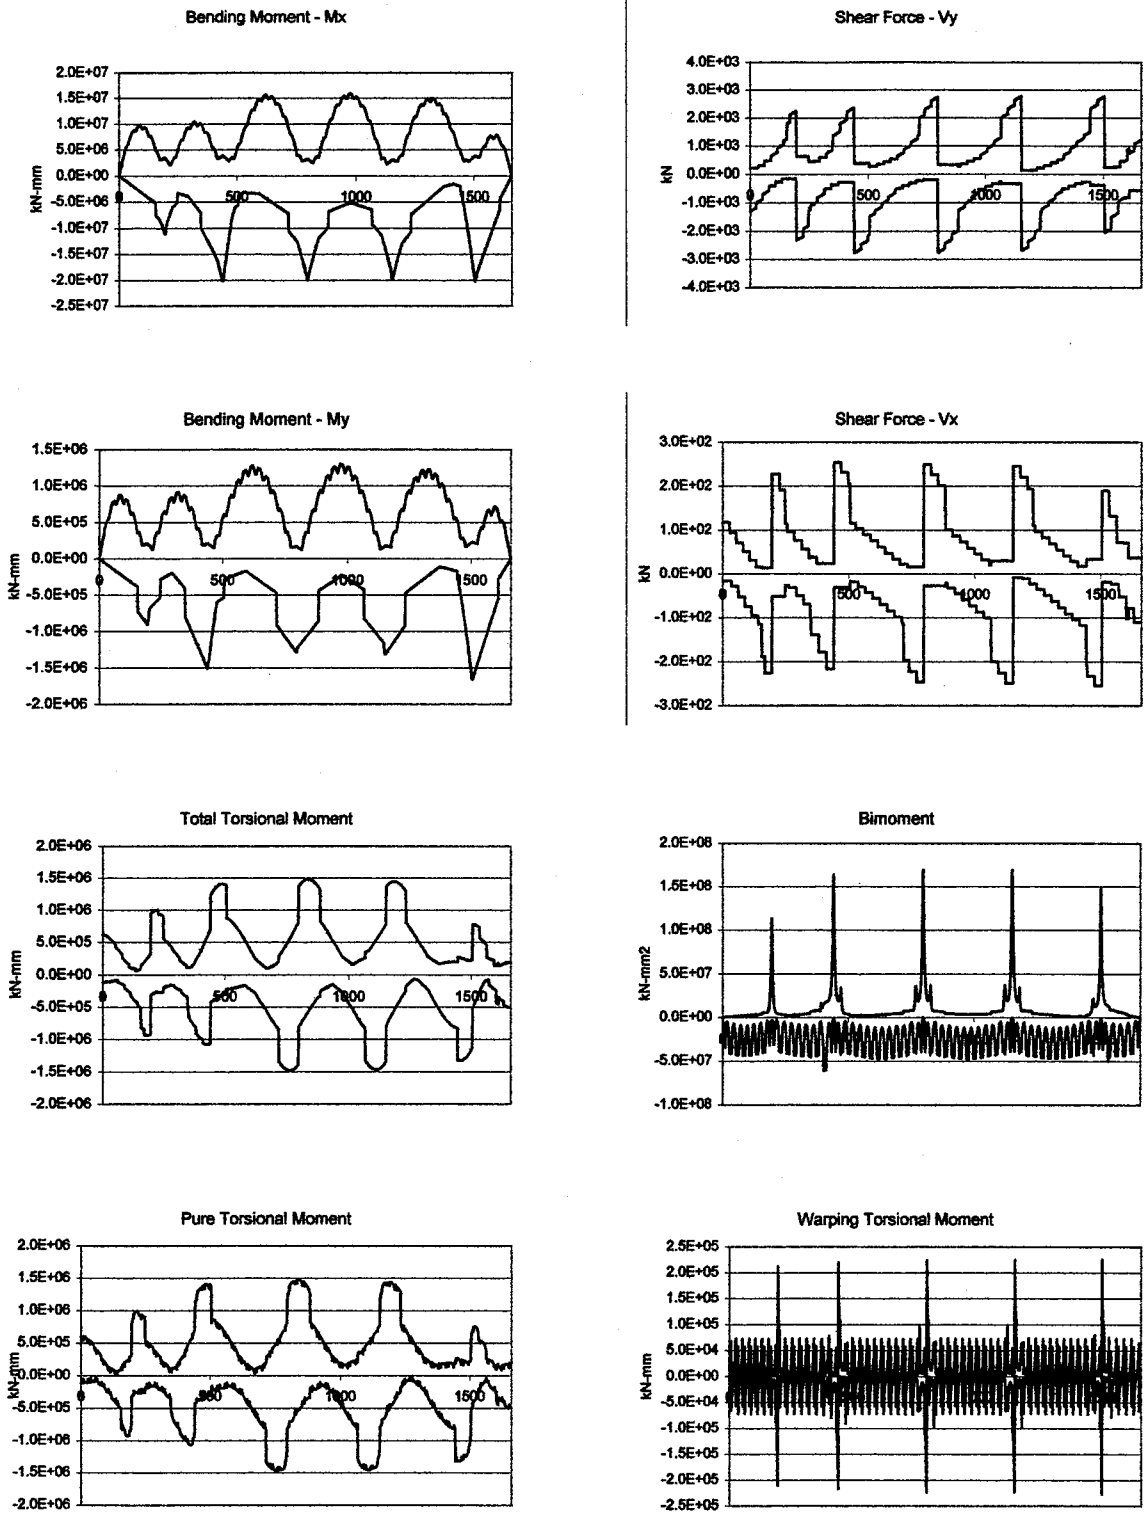 Bending Moment - Mx
2.0E+07
1.5E+07
1.0E+07
5.0E+06
0.0E+00
-5.0E+06
-1.0E+07
-1.5E+07
-2.0E+07
-2.5E+07
kN-mm
0
500
1000
1500
Shear Force - Vy
4.0E+03
3.0E+03
2.0E+03
1.0E+03
0.0E+00
-1.0E+03
-2.0E+03
-3.0E+03
-4.0E+03
kN
0
500
1000
1500
Bending Moment - My
1.5E+06
1.0E+06
5.0E+05
0.0E+00
-5.0E+05
-1.0E+06
-1.5E+06
-2.0E+06
kN-mm
0
500
1000
1500
Shear Force - Vx
3.0E+02
2.0E+02
1.0E+02
0.0E+00
-1.0E+02
-2.0E+02
-3.0E+02
kN
0
500
1000
1500
Total Torsional Moment
2.0E+06
1.5E+06
1.0E+06
5.0E+05
0.0E+00
-5.0E+05
-1.0E+06
-1.5E+06
-2.0E+06
kN-mm
0
500
1000
1500
Bimoment
2.0E+08
1.5E+08
1.0E+08
5.0E+07
0.0E+00
-5.0E+07
-1.0E+08
kN-mm2
Pure Torsional Moment
2.0E+06
1.5E+06
1.0E+06
5.0E+05
0.0E+00
-5.0E+05
-1.0E+06
-1.5E+06
-2.0E+06
kN-mm
0
500
1000
1500
Warping Torsional Moment
2.5E+05
2.0E+05
1.5E+05
1.0E+05
5.0E+04
0.0E+00
-5.0E+04
-1.0E+05
-1.5E+05
-2.0E+05
-2.5E+05
kN-mm